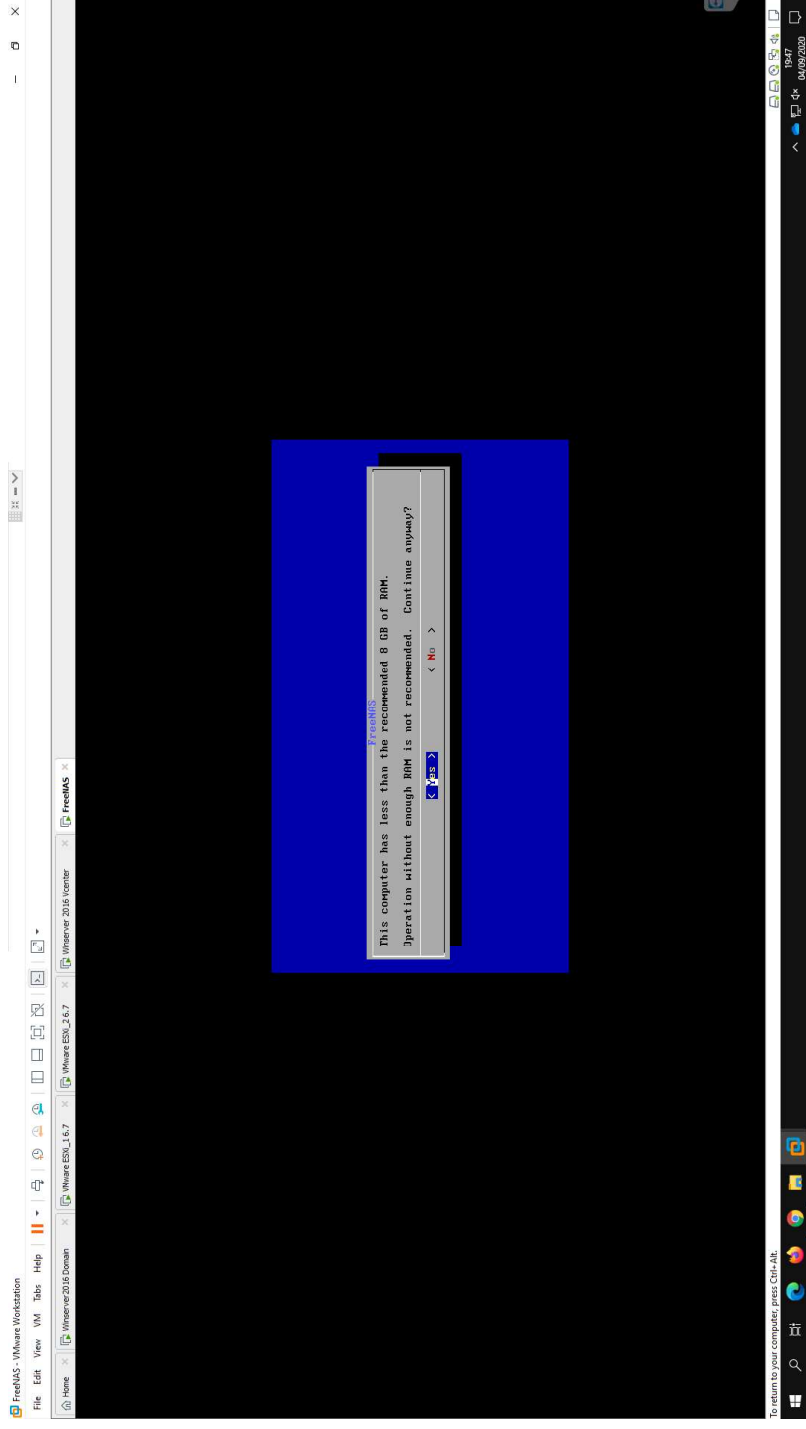 FreeNAS - VMware Workstation
File Edit View VM Tabs Help
Home
Winserver2016 Domain
VNware ESXi_1 6.7
VMware ESXi_2 6.7
Winserver 2016 Vcenter
FreeNAS
FreeNAS
This computer has less than the recommended 8 GB of RAM.
Operation without enough RAM is not recommended. Continue anyway?
< Yes > < No >
To return to your computer, press Ctrl+Alt.
19:47
04/09/2020